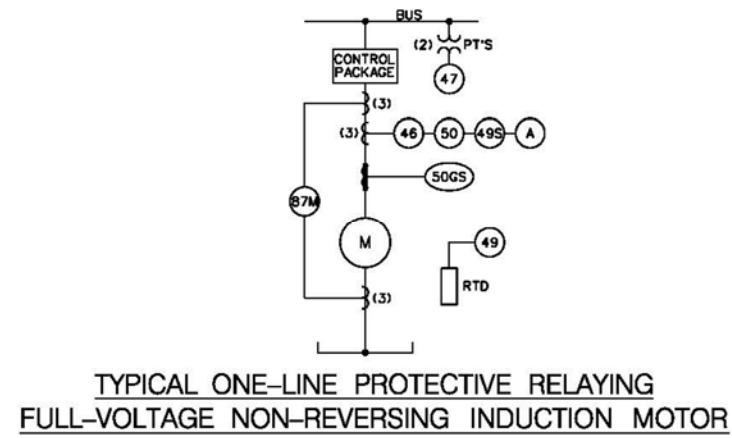 BUS
(2) PT'S
CONTROL
PACKAGE
47
(3)
(3) 46 50 49S A
50GS
87M
M
49
RTD
(3)
TYPICAL ONE-LINE PROTECTIVE RELAYING
FULL-VOLTAGE NON-REVERSING INDUCTION MOTOR